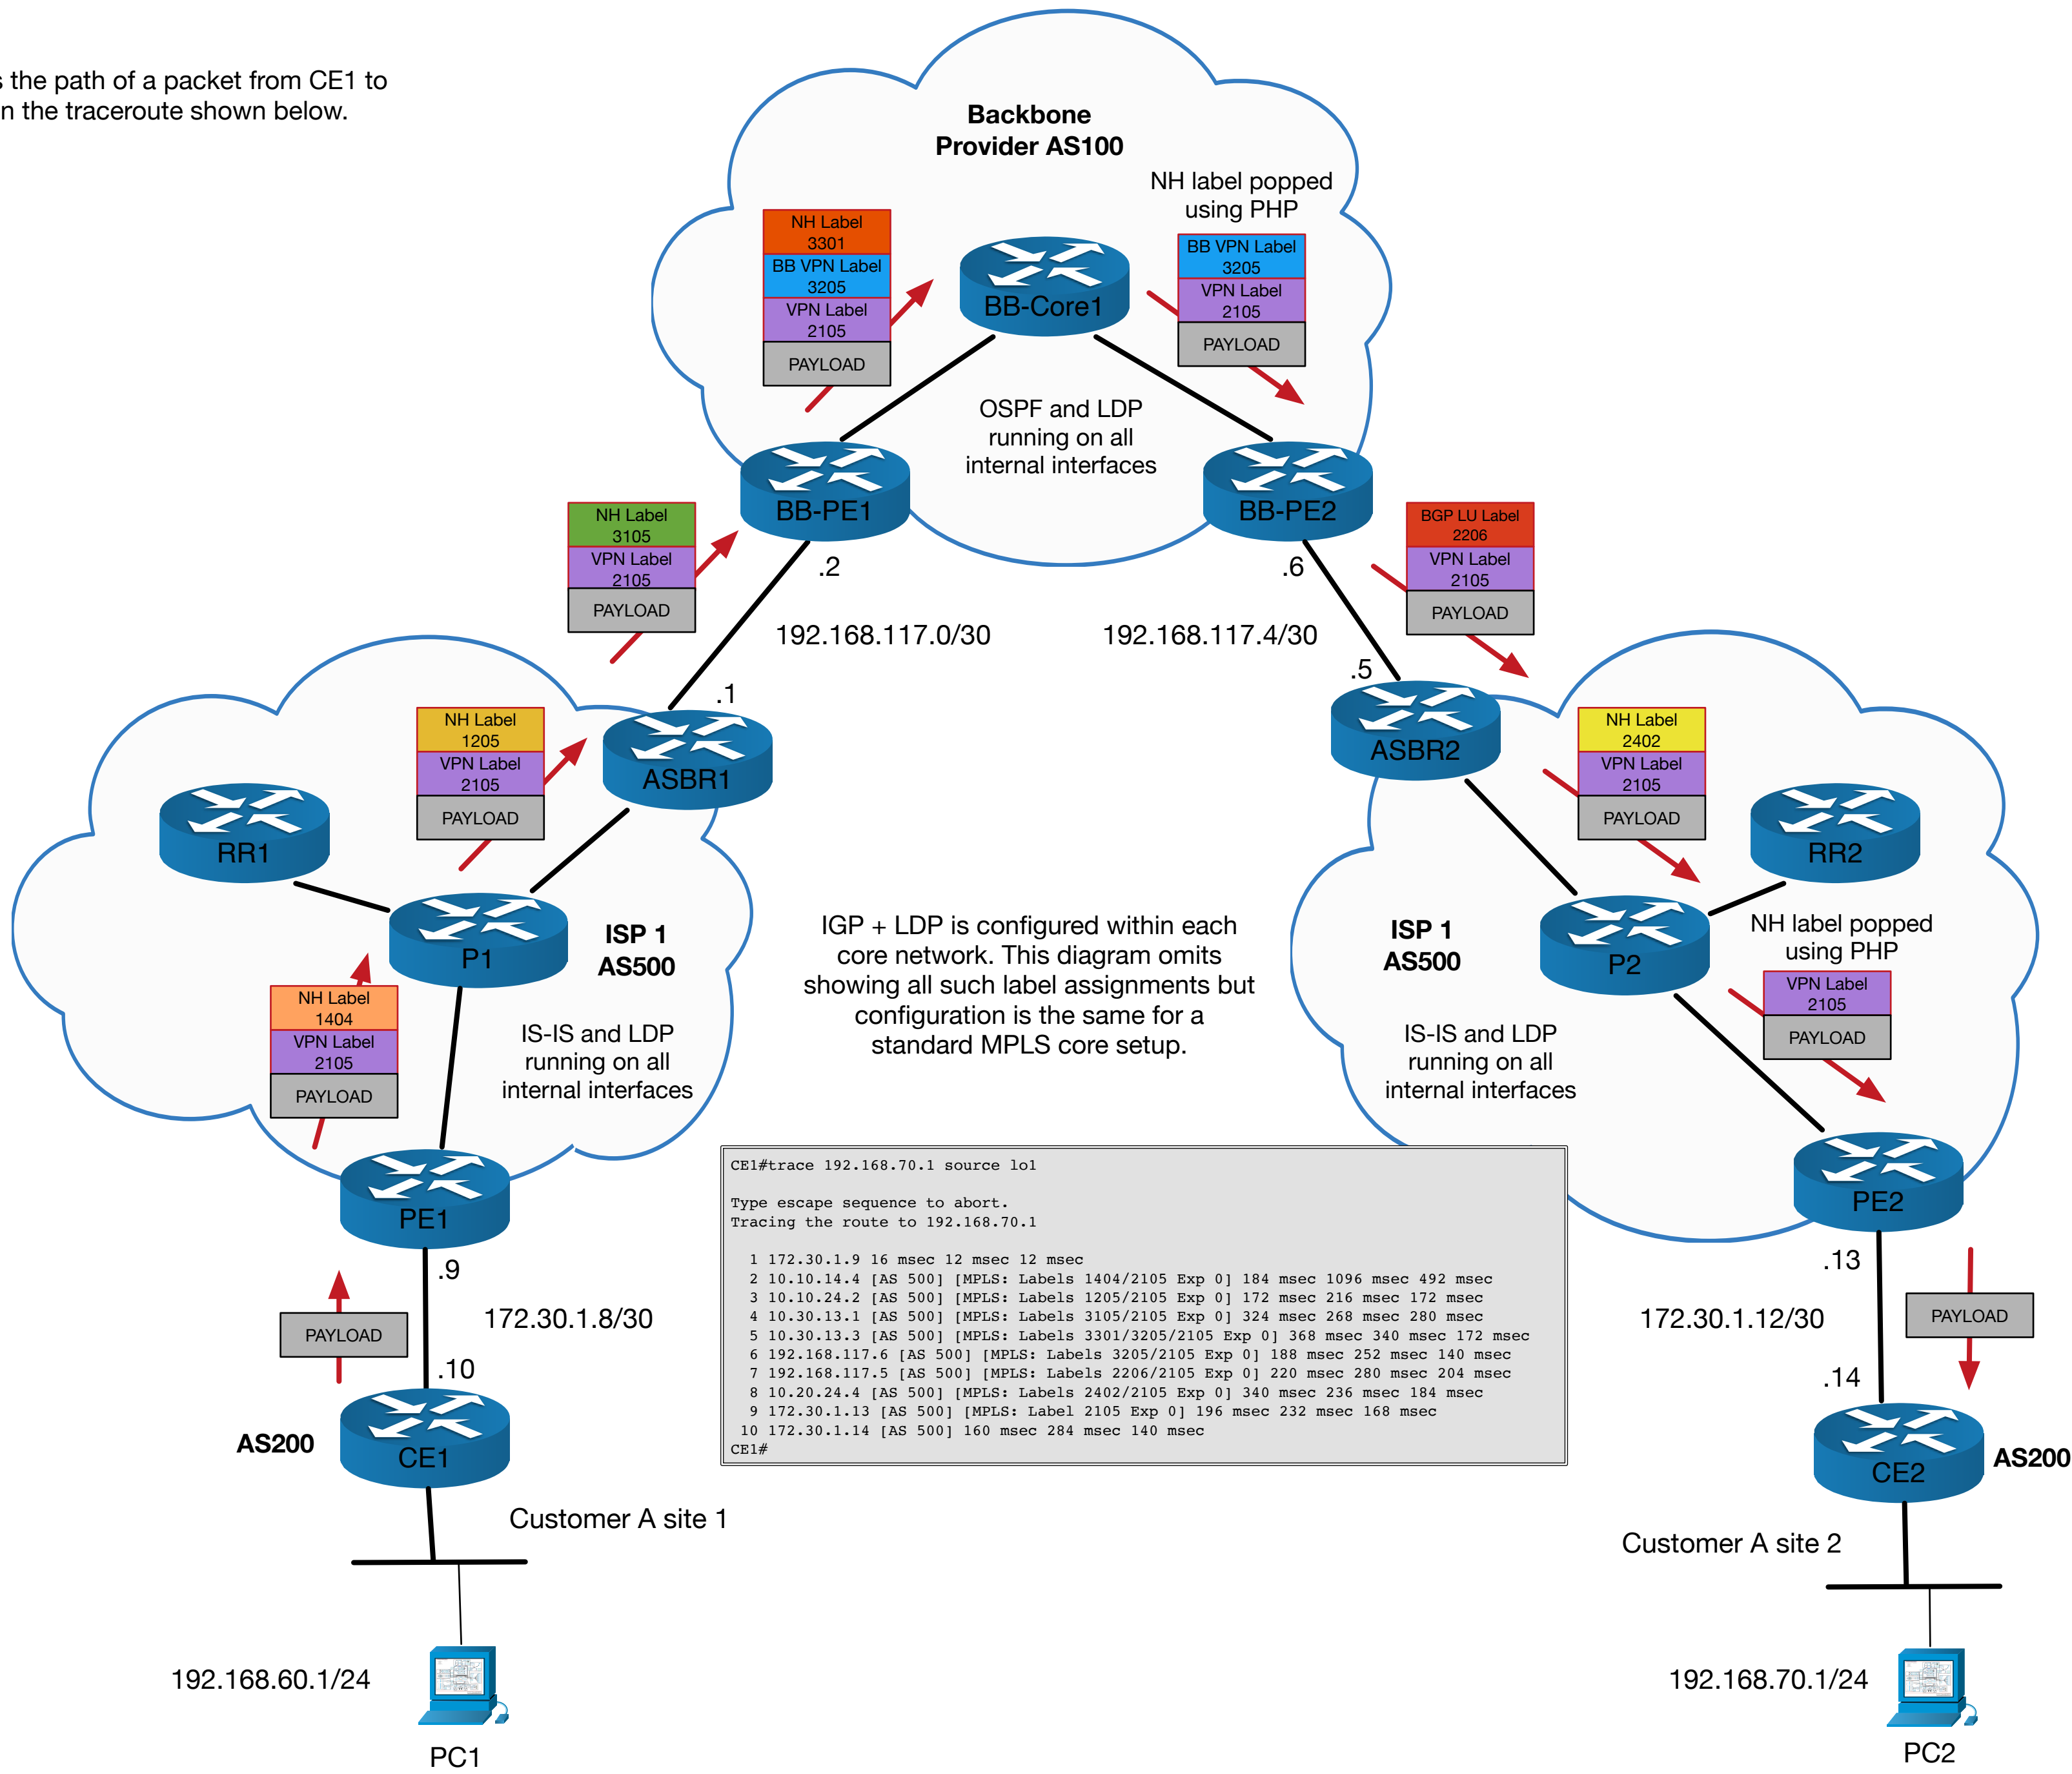 s the path of a packet from CE1 to
n the traceroute shown below.
Backbone
Provider AS100
NH label popped
using PHP
NH Label
3301
BB VPN Label
3205
VPN Label
2105
PAYLOAD
BB VPN Label
3205
VPN Label
2105
PAYLOAD
BB-Core1
OSPF and LDP
running on all
internal interfaces
BB-PE1
BB-PE2
NH Label
3105
VPN Label
2105
PAYLOAD
BGP LU Label
2206
VPN Label
2105
PAYLOAD
.2
.6
192.168.117.0/30
192.168.117.4/30
.1
.5
NH Label
1205
VPN Label
2105
PAYLOAD
ASBR1
ASBR2
NH Label
2402
VPN Label
2105
PAYLOAD
RR1
RR2
P1
ISP 1
AS500
IGP + LDP is configured within each
core network. This diagram omits
showing all such label assignments but
configuration is the same for a
standard MPLS core setup.
ISP 1
AS500
P2
NH label popped
using PHP
VPN Label
2105
PAYLOAD
NH Label
1404
VPN Label
2105
PAYLOAD
IS-IS and LDP
running on all
internal interfaces
IS-IS and LDP
running on all
internal interfaces
PE1
PE2
CE1#trace 192.168.70.1 source lo1
Type escape sequence to abort.
Tracing the route to 192.168.70.1
1 172.30.1.9 16 msec 12 msec 12 msec
2 10.10.14.4 [AS 500] [MPLS: Labels 1404/2105 Exp 0] 184 msec 1096 msec 492 msec
3 10.10.24.2 [AS 500] [MPLS: Labels 1205/2105 Exp 0] 172 msec 216 msec 172 msec
4 10.30.13.1 [AS 500] [MPLS: Labels 3105/2105 Exp 0] 324 msec 268 msec 280 msec
5 10.30.13.3 [AS 500] [MPLS: Labels 3301/3205/2105 Exp 0] 368 msec 340 msec 172 msec
6 192.168.117.6 [AS 500] [MPLS: Labels 3205/2105 Exp 0] 188 msec 252 msec 140 msec
7 192.168.117.5 [AS 500] [MPLS: Labels 2206/2105 Exp 0] 220 msec 280 msec 204 msec
8 10.20.24.4 [AS 500] [MPLS: Labels 2402/2105 Exp 0] 340 msec 236 msec 184 msec
9 172.30.1.13 [AS 500] [MPLS: Label 2105 Exp 0] 196 msec 232 msec 168 msec
10 172.30.1.14 [AS 500] 160 msec 284 msec 140 msec
CE1#
.9
172.30.1.8/30
PAYLOAD
.10
.13
172.30.1.12/30
PAYLOAD
.14
AS200
CE1
CE2
AS200
Customer A site 1
Customer A site 2
192.168.60.1/24
192.168.70.1/24
PC1
PC2